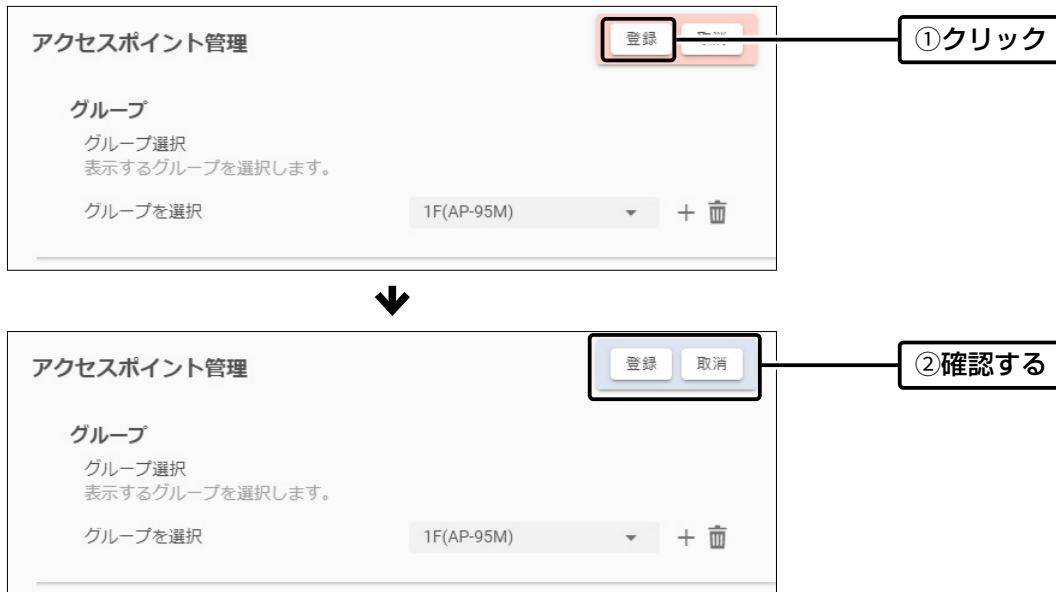 アクセスポイント管理
登録
①クリック
グループ
グループ選択
表示するグループを選択します。
グループを選択 1F(AP-95M)
アクセスポイント管理
登録 取消
②確認する
グループ
グループ選択
表示するグループを選択します。
グループを選択 1F(AP-95M)